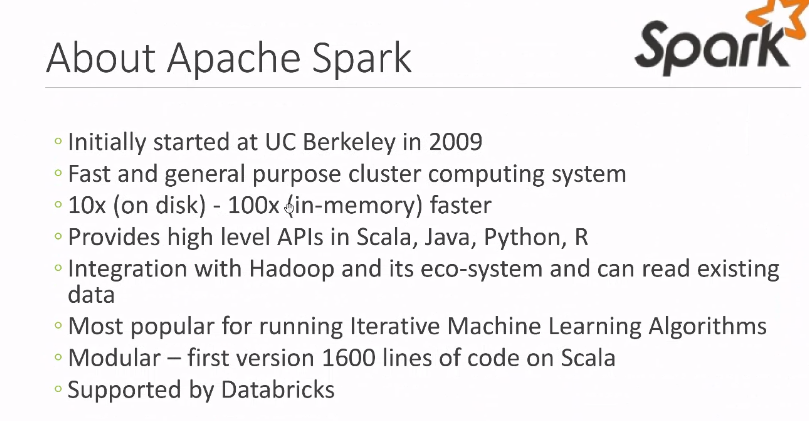 Spark
About Apache Spark
◦ Initially started at UC Berkeley in 2009
◦ Fast and general purpose cluster computing system
◦ 10x (on disk) - 100x (in-memory) faster
◦ Provides high level APIs in Scala, Java, Python, R
◦ Integration with Hadoop and its eco-system and can read existing
data
◦ Most popular for running Iterative Machine Learning Algorithms
◦ Modular – first version 1600 lines of code on Scala
◦ Supported by Databricks